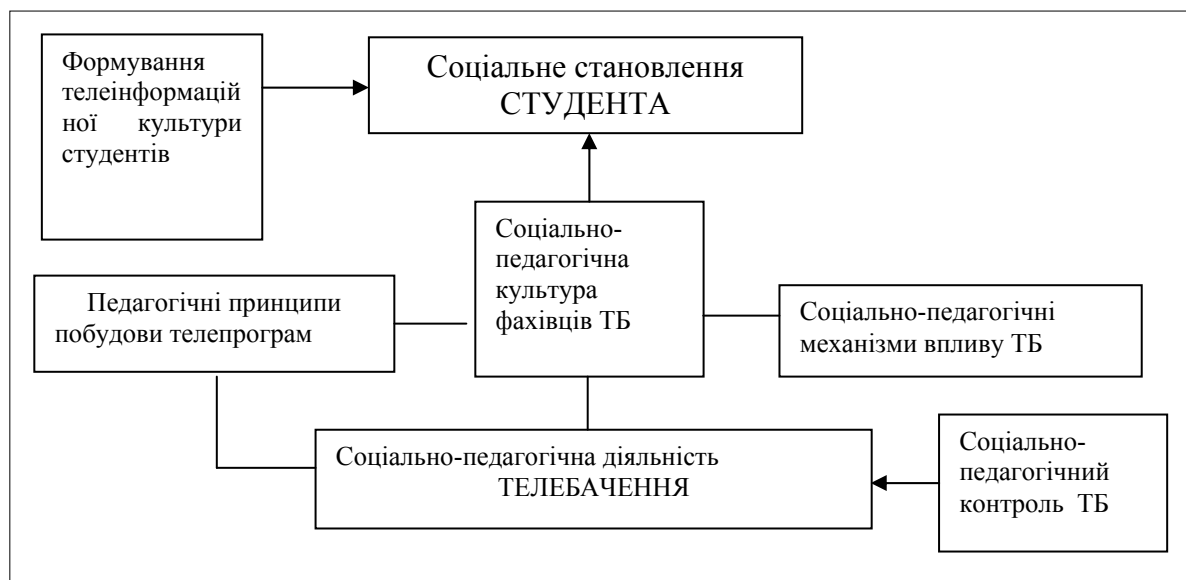 Формування
телеінформацій
ної культури
студентів
Соціальне становлення
СТУДЕНТА
Соціально-
педагогічна
культура
фахівців ТБ
Педагогічні принципи
побудови телепрограм
Соціально-педагогічні
механізми впливу ТБ
Соціально-педагогічна діяльність
ТЕЛЕБАЧЕННЯ
Соціально-
педагогічний
контроль ТБ